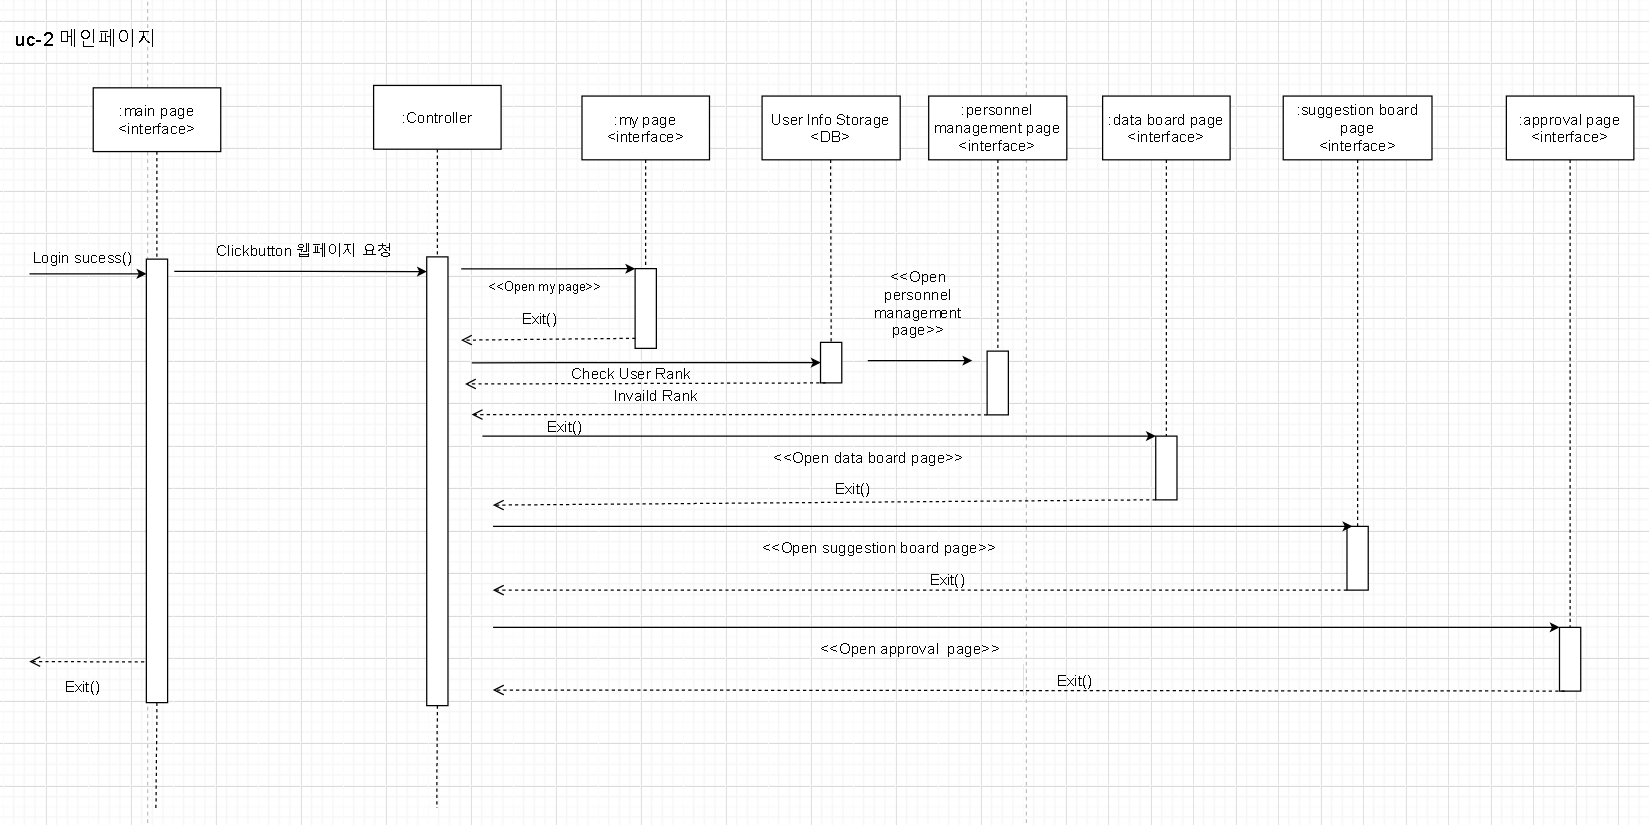 uc-2 메인페이지
:main page
<interface>
:Controller
:my page
<interface>
User Info Storage
<DB>
:personnel
management page
<interface>
:data board page
<interface>
:suggestion board
page
<interface>
:approval page
<interface>
Login sucess()
Clickbutton 웹페이지 요청
<<Open my page>>
Exit()
<<Open
personnel
management
page>>
Check User Rank
Invaild Rank
Exit()
<<Open data board page>>
Exit()
<<Open suggestion board page>>
Exit()
<<Open approval  page>>
Exit()
Exit()